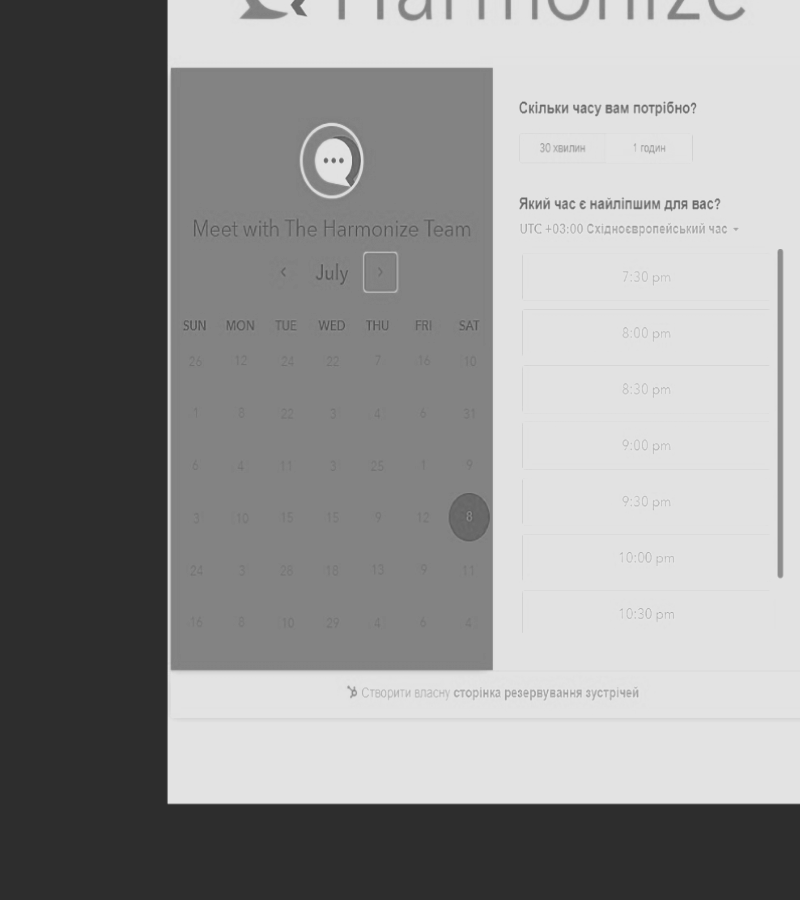 Harmonize
Meet with The Harmonize Team
July
SUN MON TUE WED THU FRI SAT
26 12 24 22 7 16 10
1 8 22 3 4 6 31
6 4 11 3 25 1 9
3 10 15 15 9 12 8
24 3 26 18 13 9 11
16 8 10 29 4 6 4
Скільки часу вам потрібно?
30 хвилин 1 годин
Який час є найліпшим для вас?
UTC +03:00 Східноєвропейський час
7:30 pm
8:00 pm
8:30 pm
9:00 pm
9:30 pm
10:00 pm
10:30 pm
Створити власну сторінка резервування зустрічей